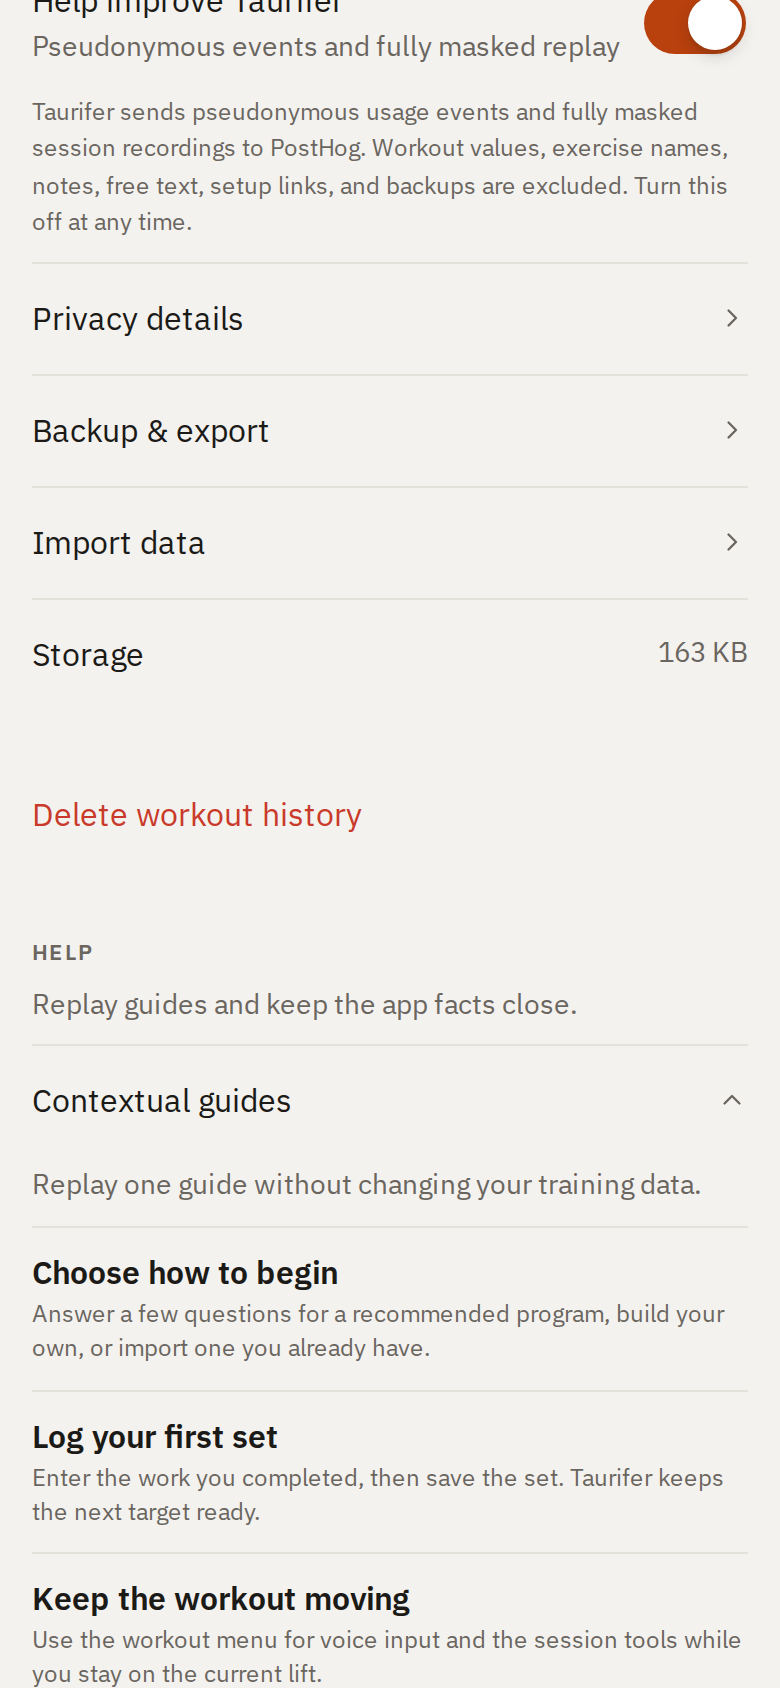 Help improve Taurifer
Pseudonymous events and fully masked replay
Taurifer sends pseudonymous usage events and fully masked
session recordings to PostHog. Workout values, exercise names,
notes, free text, setup links, and backups are excluded. Turn this
off at any time.
Privacy details
Backup & export
Import data
Storage
163 KB
Delete workout history
HELP
Replay guides and keep the app facts close.
Contextual guides
Replay one guide without changing your training data.
Choose how to begin
Answer a few questions for a recommended program, build your
own, or import one you already have.
Log your first set
Enter the work you completed, then save the set. Taurifer keeps
the next target ready.
Keep the workout moving
Use the workout menu for voice input and the session tools while
you stay on the current lift.